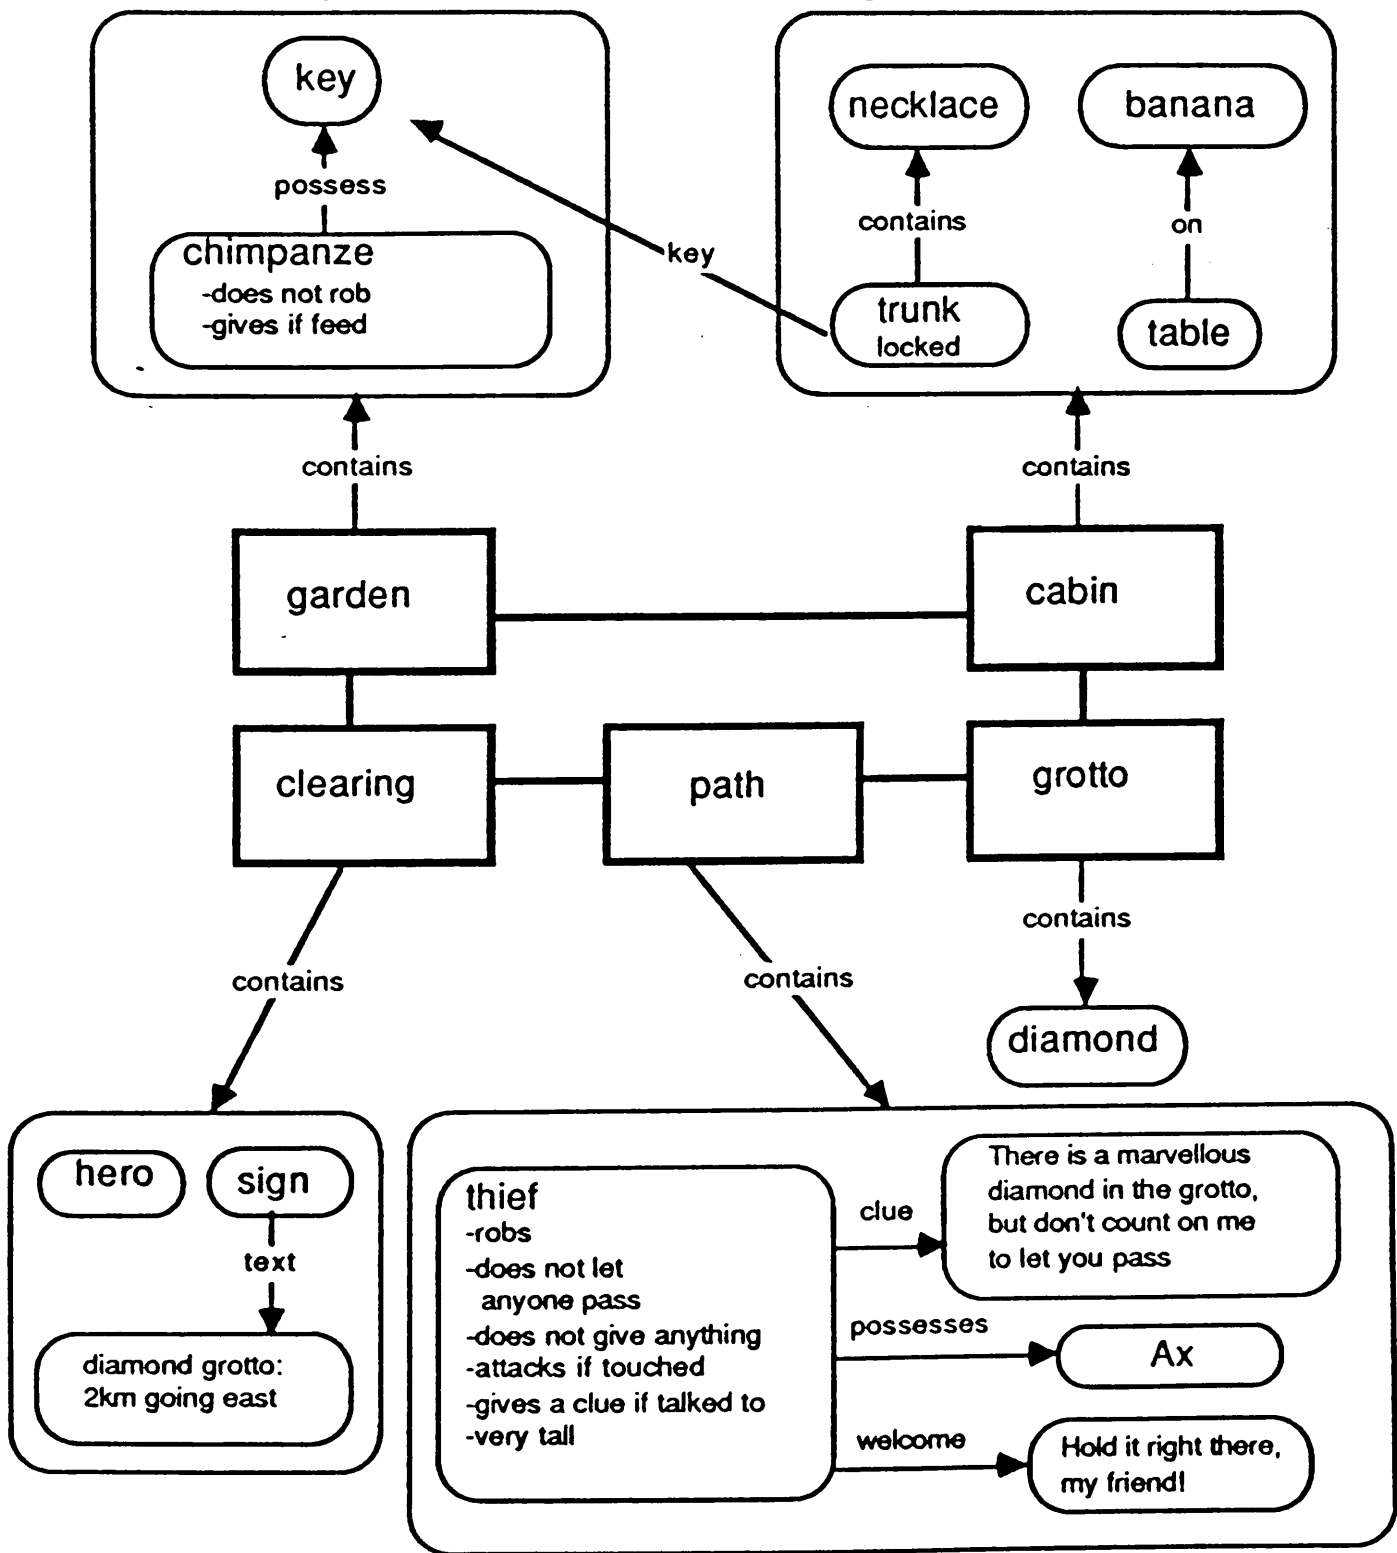 key
possess
chimpanze
-does not rob
-gives if feed
key
necklace
banana
contains
on
trunk
locked
table
contains
contains
garden
cabin
clearing
path
grotto
contains
contains
contains
diamond
hero
sign
text
diamond grotto:
2km going east
thief
-robs
-does not let
anyone pass
-does not give anything
-attacks if touched
-gives a clue if talked to
-very tall
clue
There is a marvellous
diamond in the grotto,
but don't count on me
to let you pass
possesses
Ax
welcome
Hold it right there,
my friend!